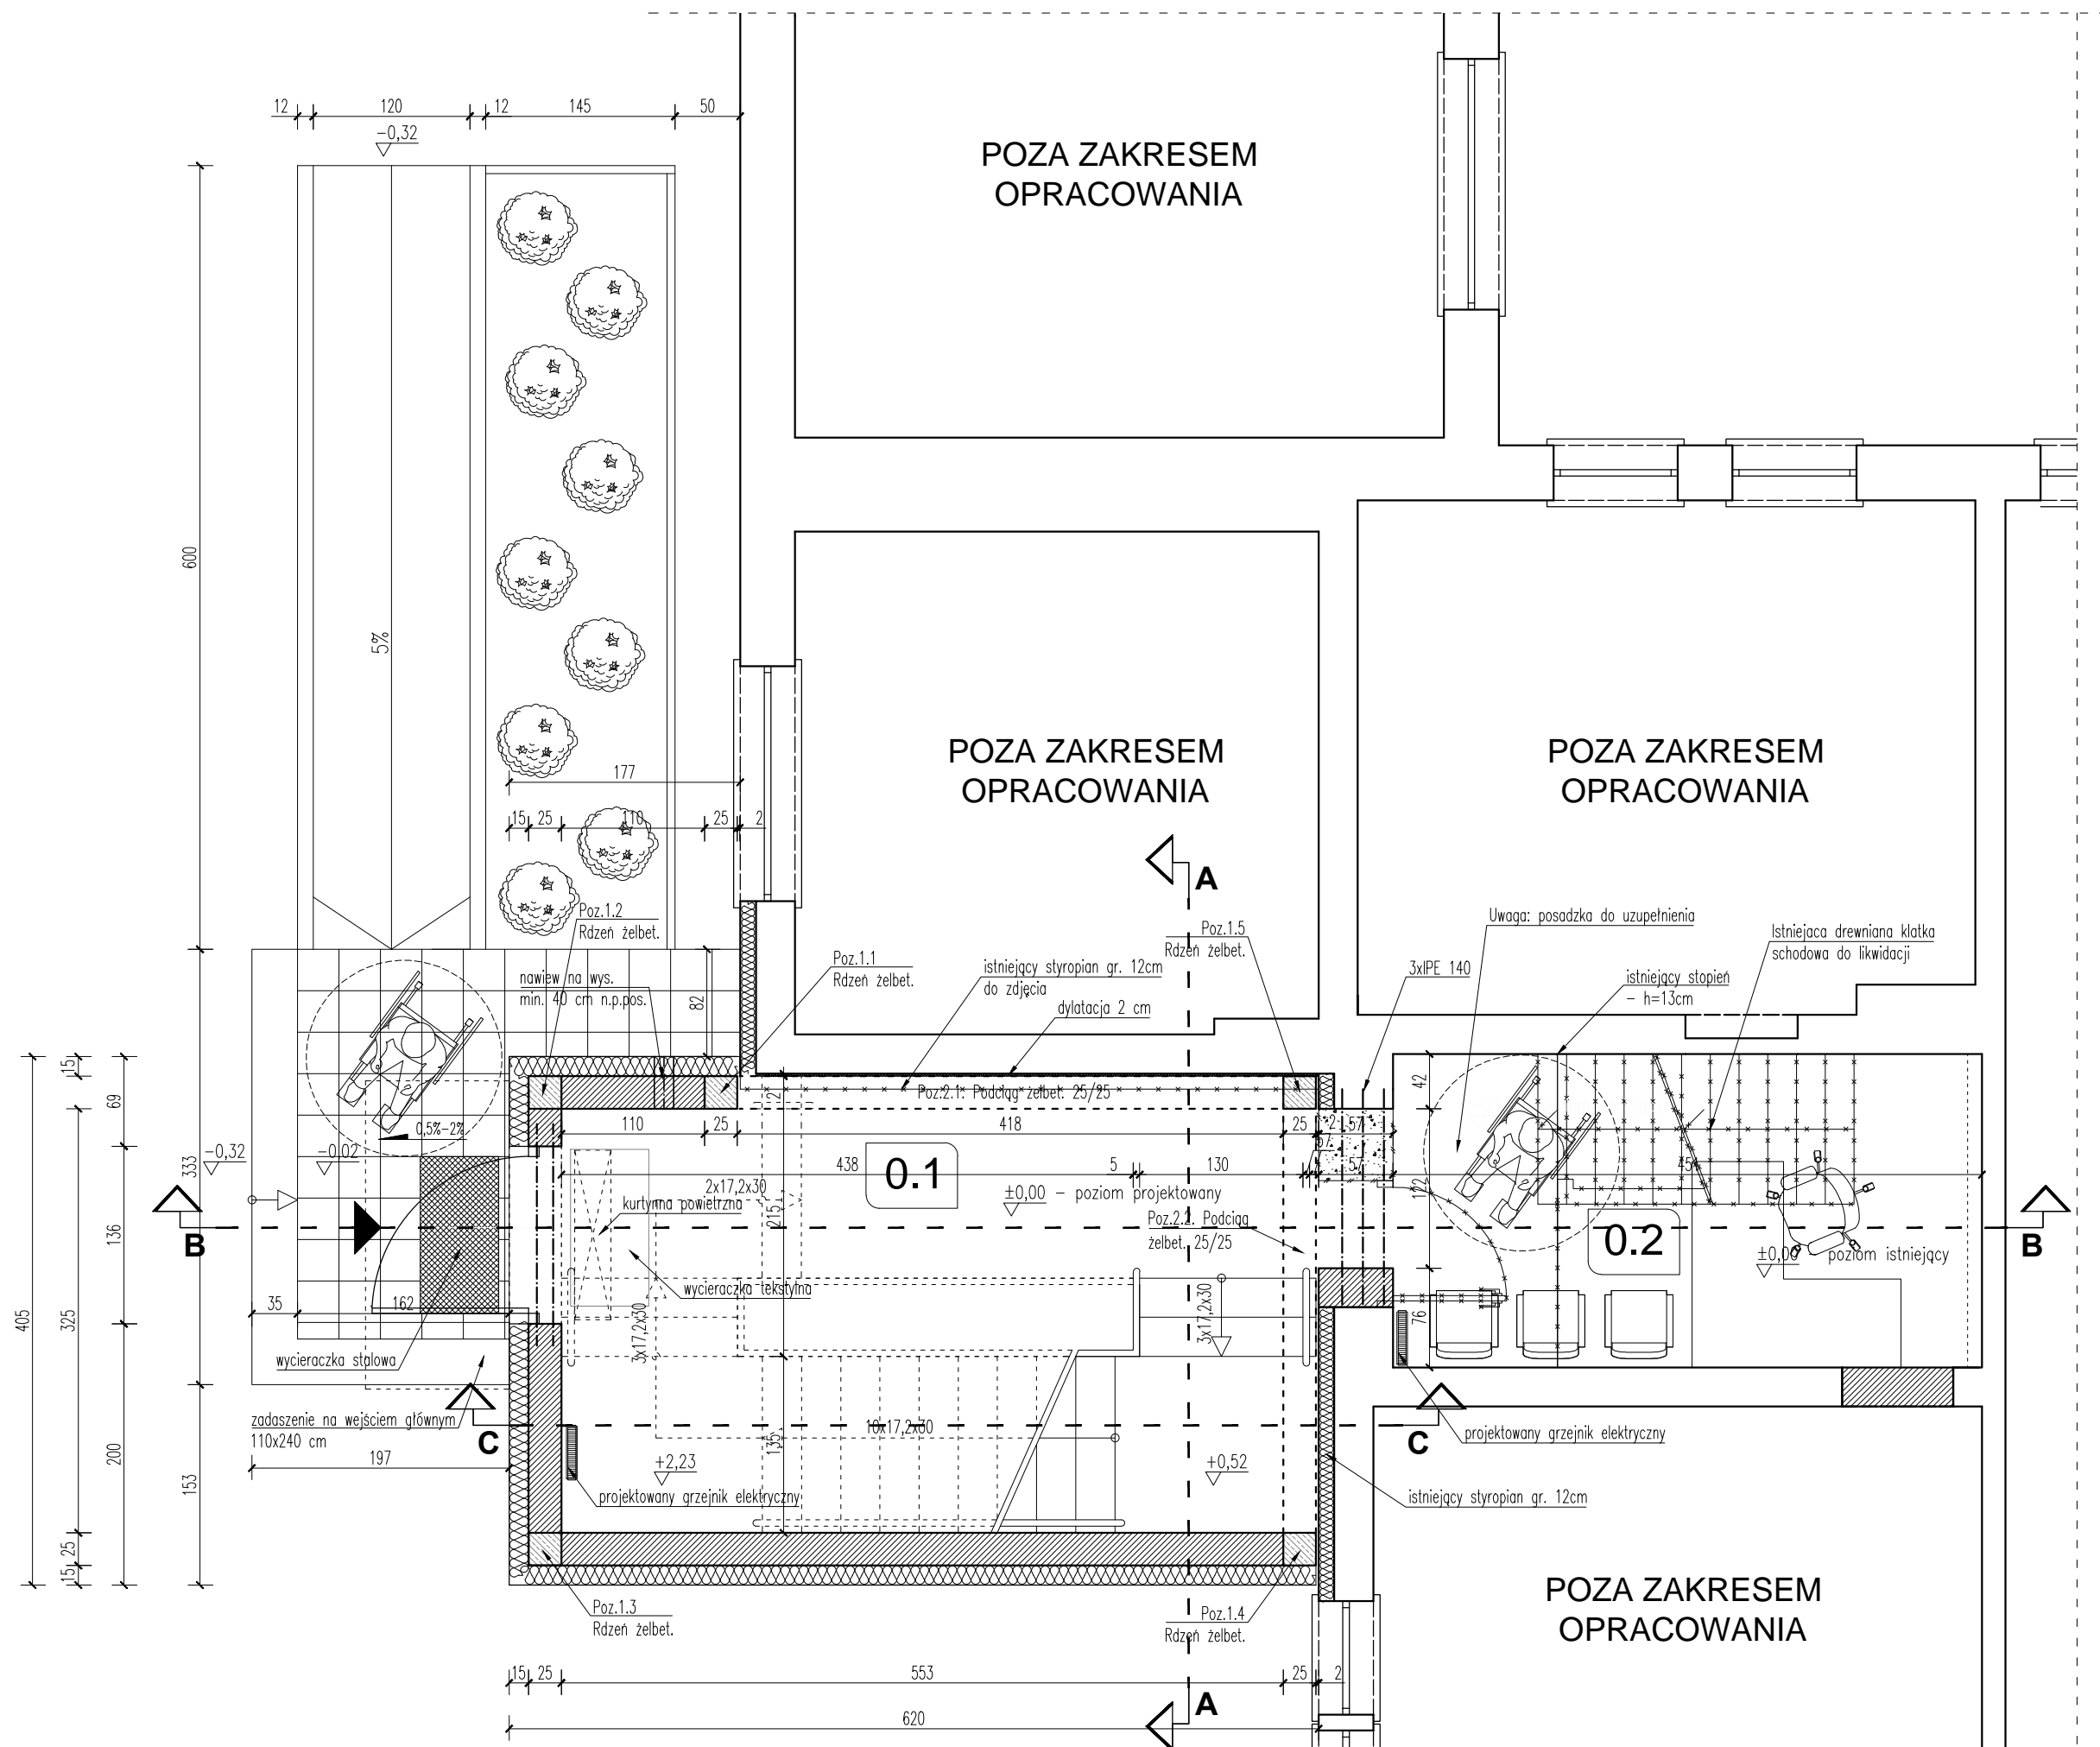 12
120
12
145
50
-0,32
POZA ZAKRESEM
OPRACOWANIA
600
5%
POZA ZAKRESEM
OPRACOWANIA
POZA ZAKRESEM
OPRACOWANIA
177
15
25
110
25
2
A
Poz.1.2
Rdzeń żelbet.
Poz.1.1
Rdzeń żelbet.
Poz.1.5
Rdzeń żelbet.
Uwaga: posadzka do uzupełnienia
Istniejaca drewniana klatka
schodowa do likwidacji
nawiew na wys.
min. 40 cm n.p.pos.
82
istniejący styropian gr. 12cm
do zdjęcia
dylatacja 2 cm
3xIPE 140
istniejący stopień
- h=13cm
15
69
12
Poz.2.1. Podciąg żelbet. 25/25
42
0,5%-2%
110
25
418
25
2
57
-0,32
-0,02
333
438
5
130
57
454
0.1
2x17,2x30
±0,00 - poziom projektowany
kurtyna powietrzna
215
Poz.2.2. Podciąg
żelbet. 25/25
122
0.2
±0,00 - poziom istniejący
B
B
136
405
325
35
162
wycieraczka tekstylna
3x17,2x30
3x17,2x30
76
wycieraczka stalowa
zadaszenie na wejściem głównym
110x240 cm
C
C
10x17,2x30
135
projektowany grzejnik elektryczny
197
200
153
+2,23
+0,52
projektowany grzejnik elektryczny
istniejący styropian gr. 12cm
25
15
Poz.1.3
Rdzeń żelbet.
Poz.1.4
Rdzeń żelbet.
POZA ZAKRESEM
OPRACOWANIA
15
25
553
25
2
A
620